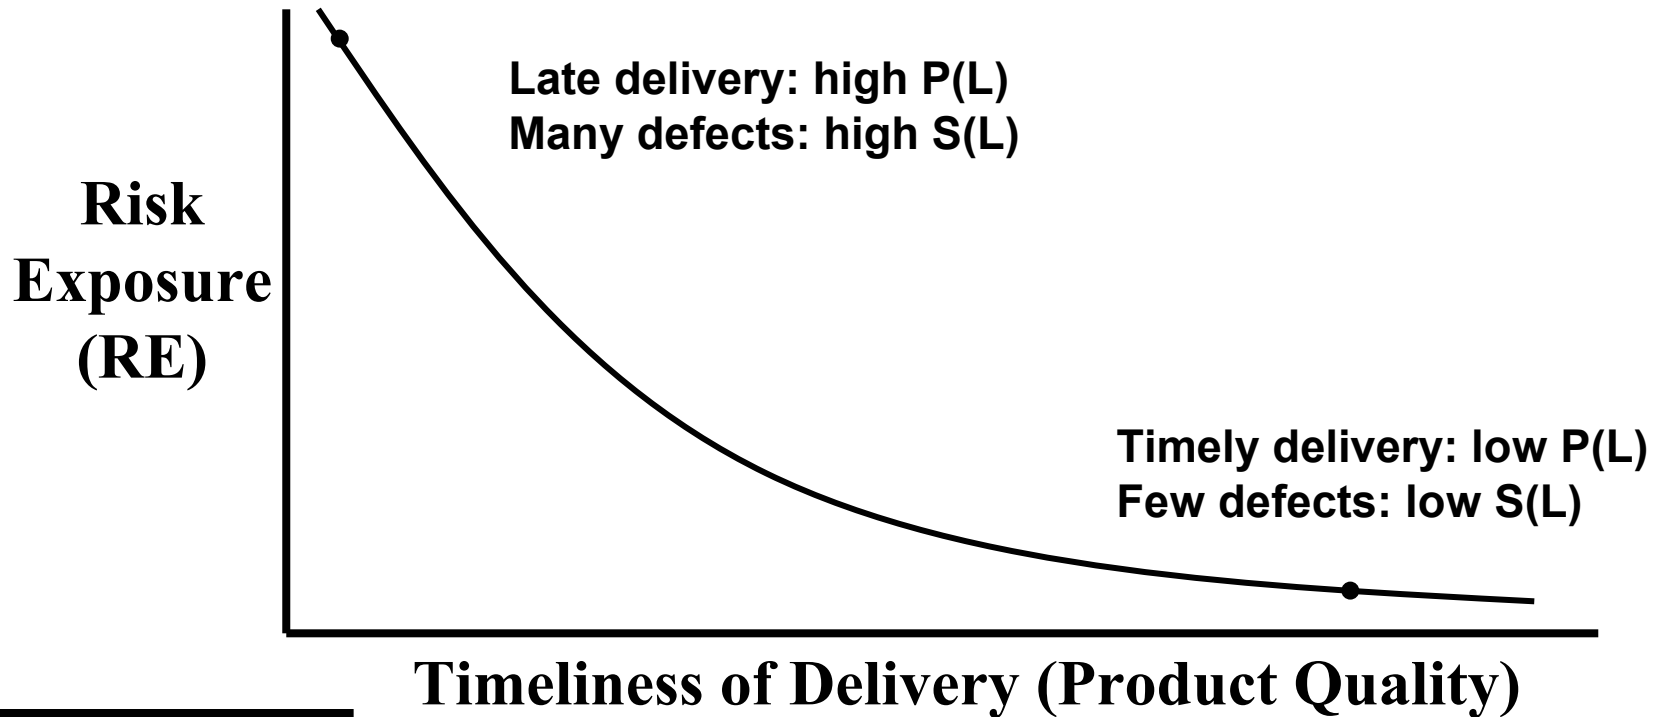 Late delivery: high P(L)
Many defects: high S(L)
Risk
Exposure
(RE)
Timely delivery: low P(L)
Few defects: low S(L)
Timeliness of Delivery (Product Quality)